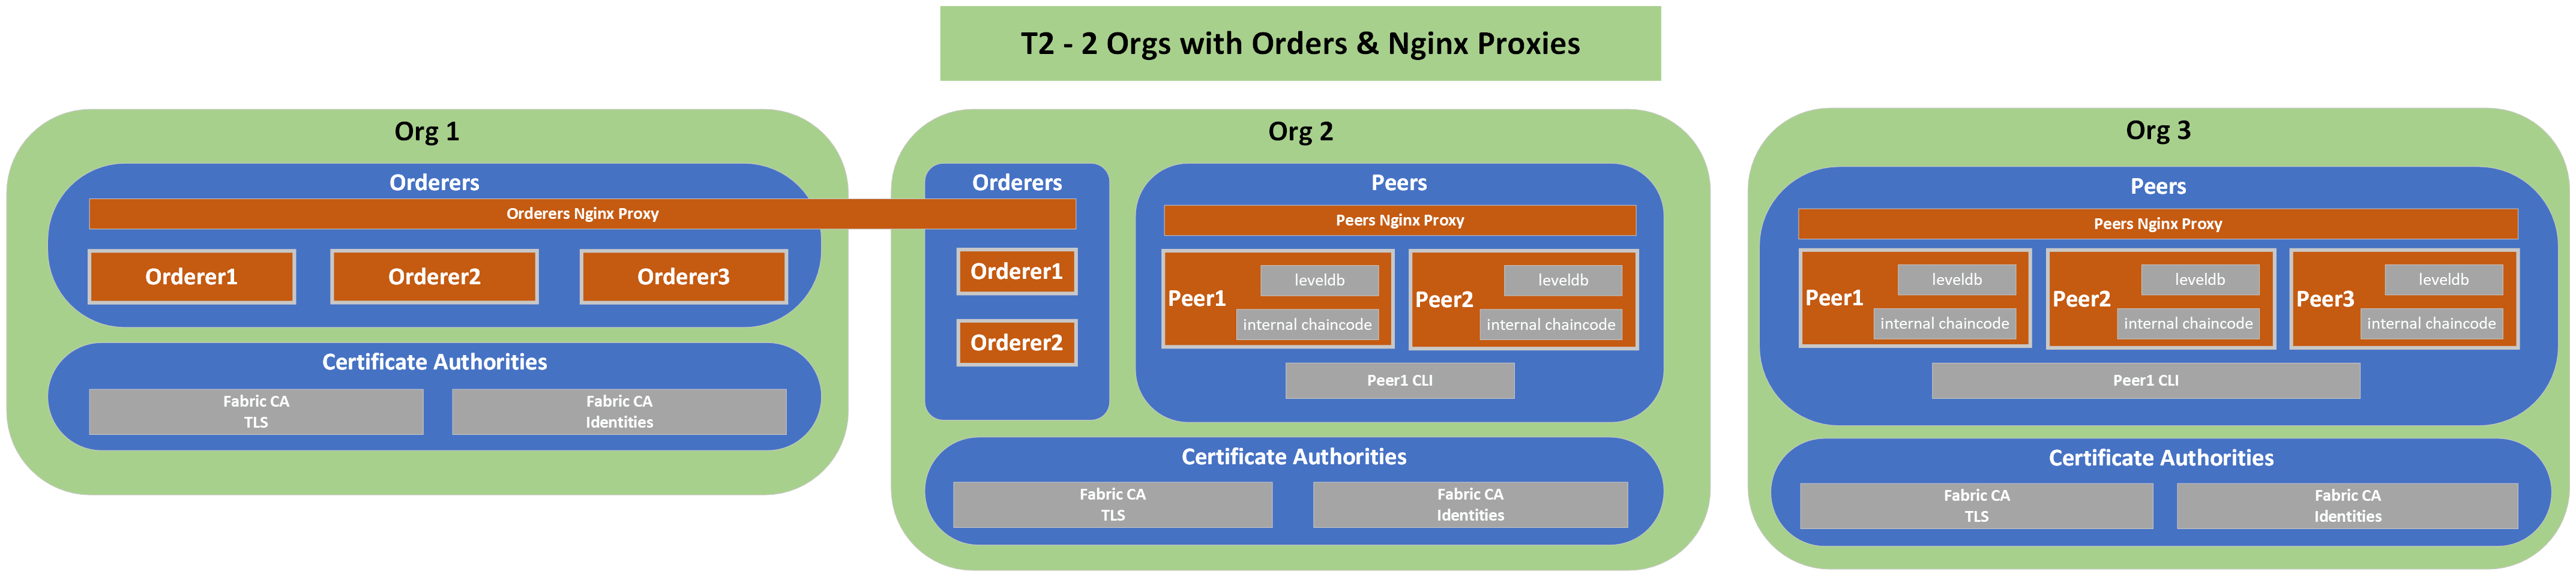 T2 - 2 Orgs with Orders & Nginx Proxies
Org 1
Orderers
Orderers Nginx Proxy
Orderer1
Orderer2
Orderer3
Certificate Authorities
Fabric CA
TLS
Fabric CA
Identities
Org 2
Orderers
Orderer1
Orderer2
Peers
Peers Nginx Proxy
Peer1
leveldb
internal chaincode
Peer2
leveldb
internal chaincode
Peer1 CLI
Certificate Authorities
Fabric CA
TLS
Fabric CA
Identities
Org 3
Peers
Peers Nginx Proxy
Peer1
leveldb
internal chaincode
Peer2
leveldb
internal chaincode
Peer3
leveldb
internal chaincode
Peer1 CLI
Certificate Authorities
Fabric CA
TLS
Fabric CA
Identities